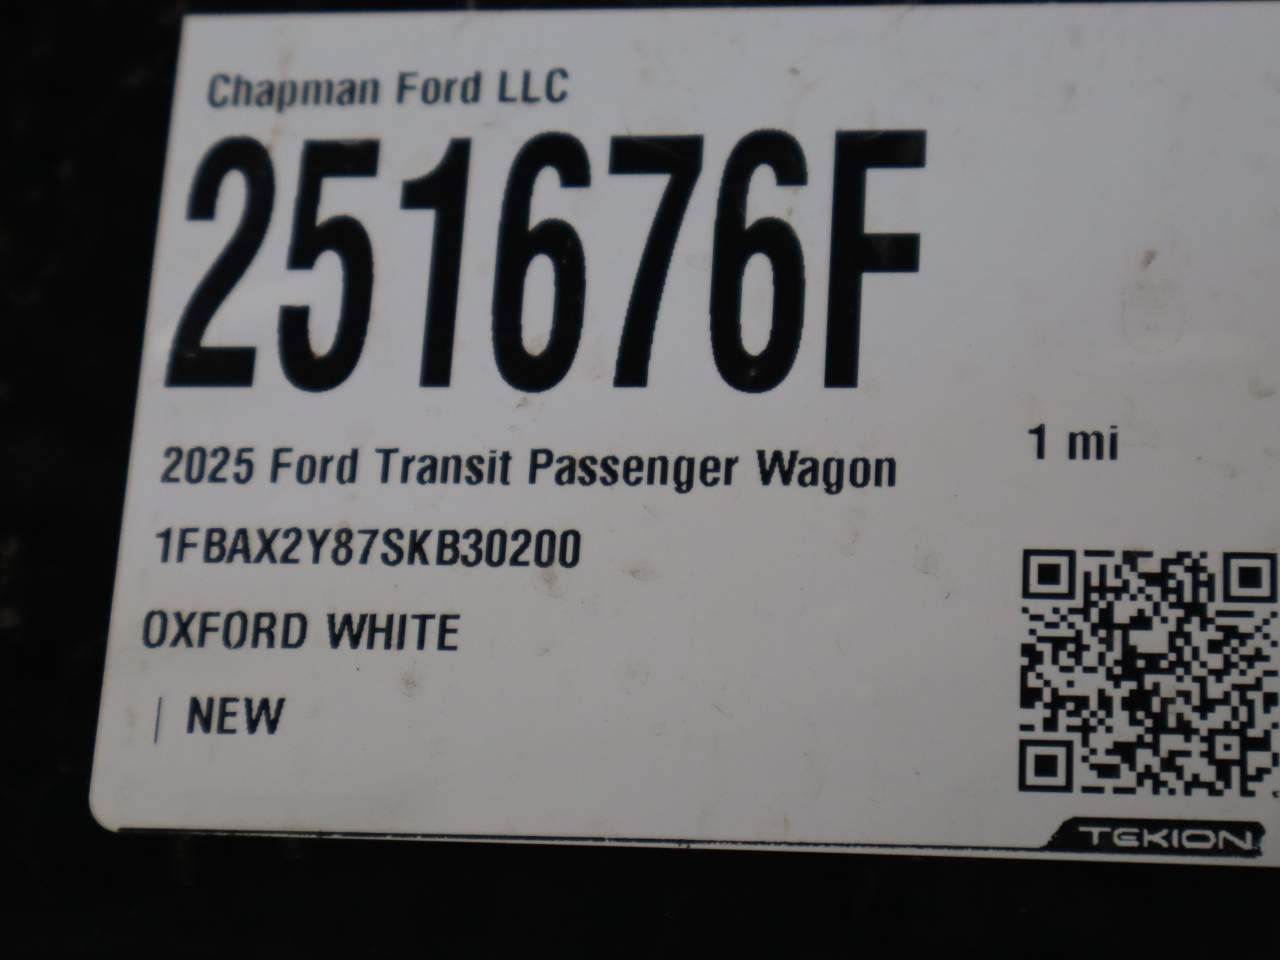 Chapman Ford LLC
251676F
2025 Ford Transit Passenger Wagon
1 mi
1FBAX2Y87SKB30200
OXFORD WHITE
| NEW
TEKION